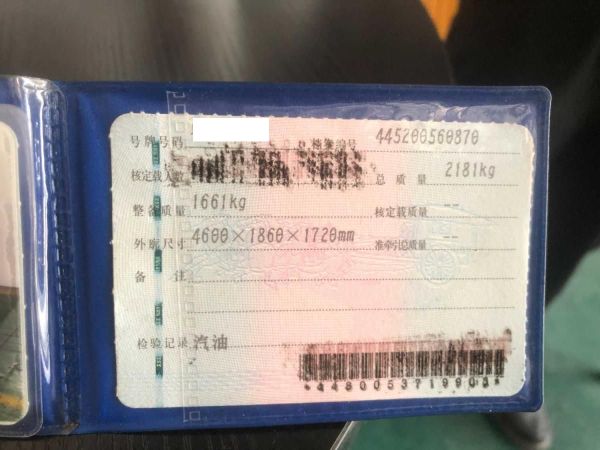 号牌号码 档案编号 445200560870
核定载人数 总质量 2181kg
整备质量 1661kg 核定载质量 --
外廓尺寸 4600×1860×1720mm 准牵引总质量 --
备注
检验记录 汽油
*4480053719903*